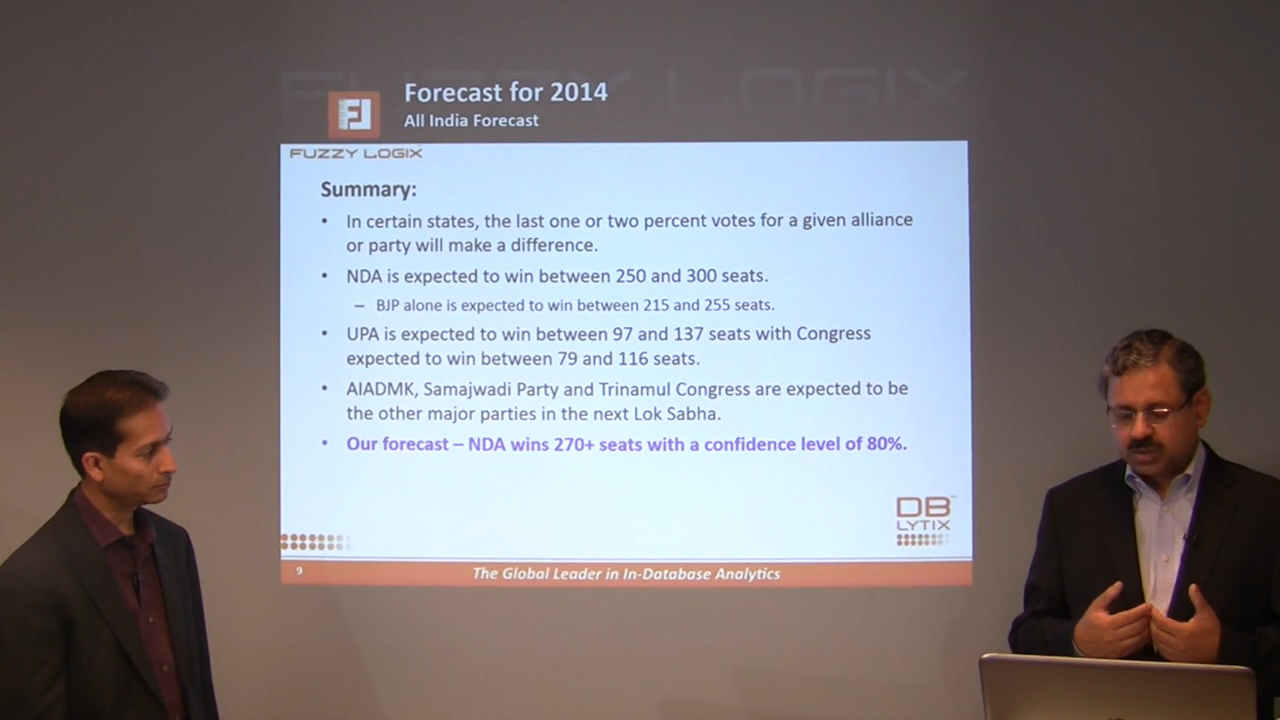 FUZZY LOGIX
Forecast for 2014
All India Forecast
FUZZY LOGIX
Summary:
• In certain states, the last one or two percent votes for a given alliance
or party will make a difference.
• NDA is expected to win between 250 and 300 seats.
– BJP alone is expected to win between 215 and 255 seats.
• UPA is expected to win between 97 and 137 seats with Congress
expected to win between 79 and 116 seats.
• AIADMK, Samajwadi Party and Trinamul Congress are expected to be
the other major parties in the next Lok Sabha.
• Our forecast – NDA wins 270+ seats with a confidence level of 80%.
DB
LYTIX
9
The Global Leader in In-Database Analytics